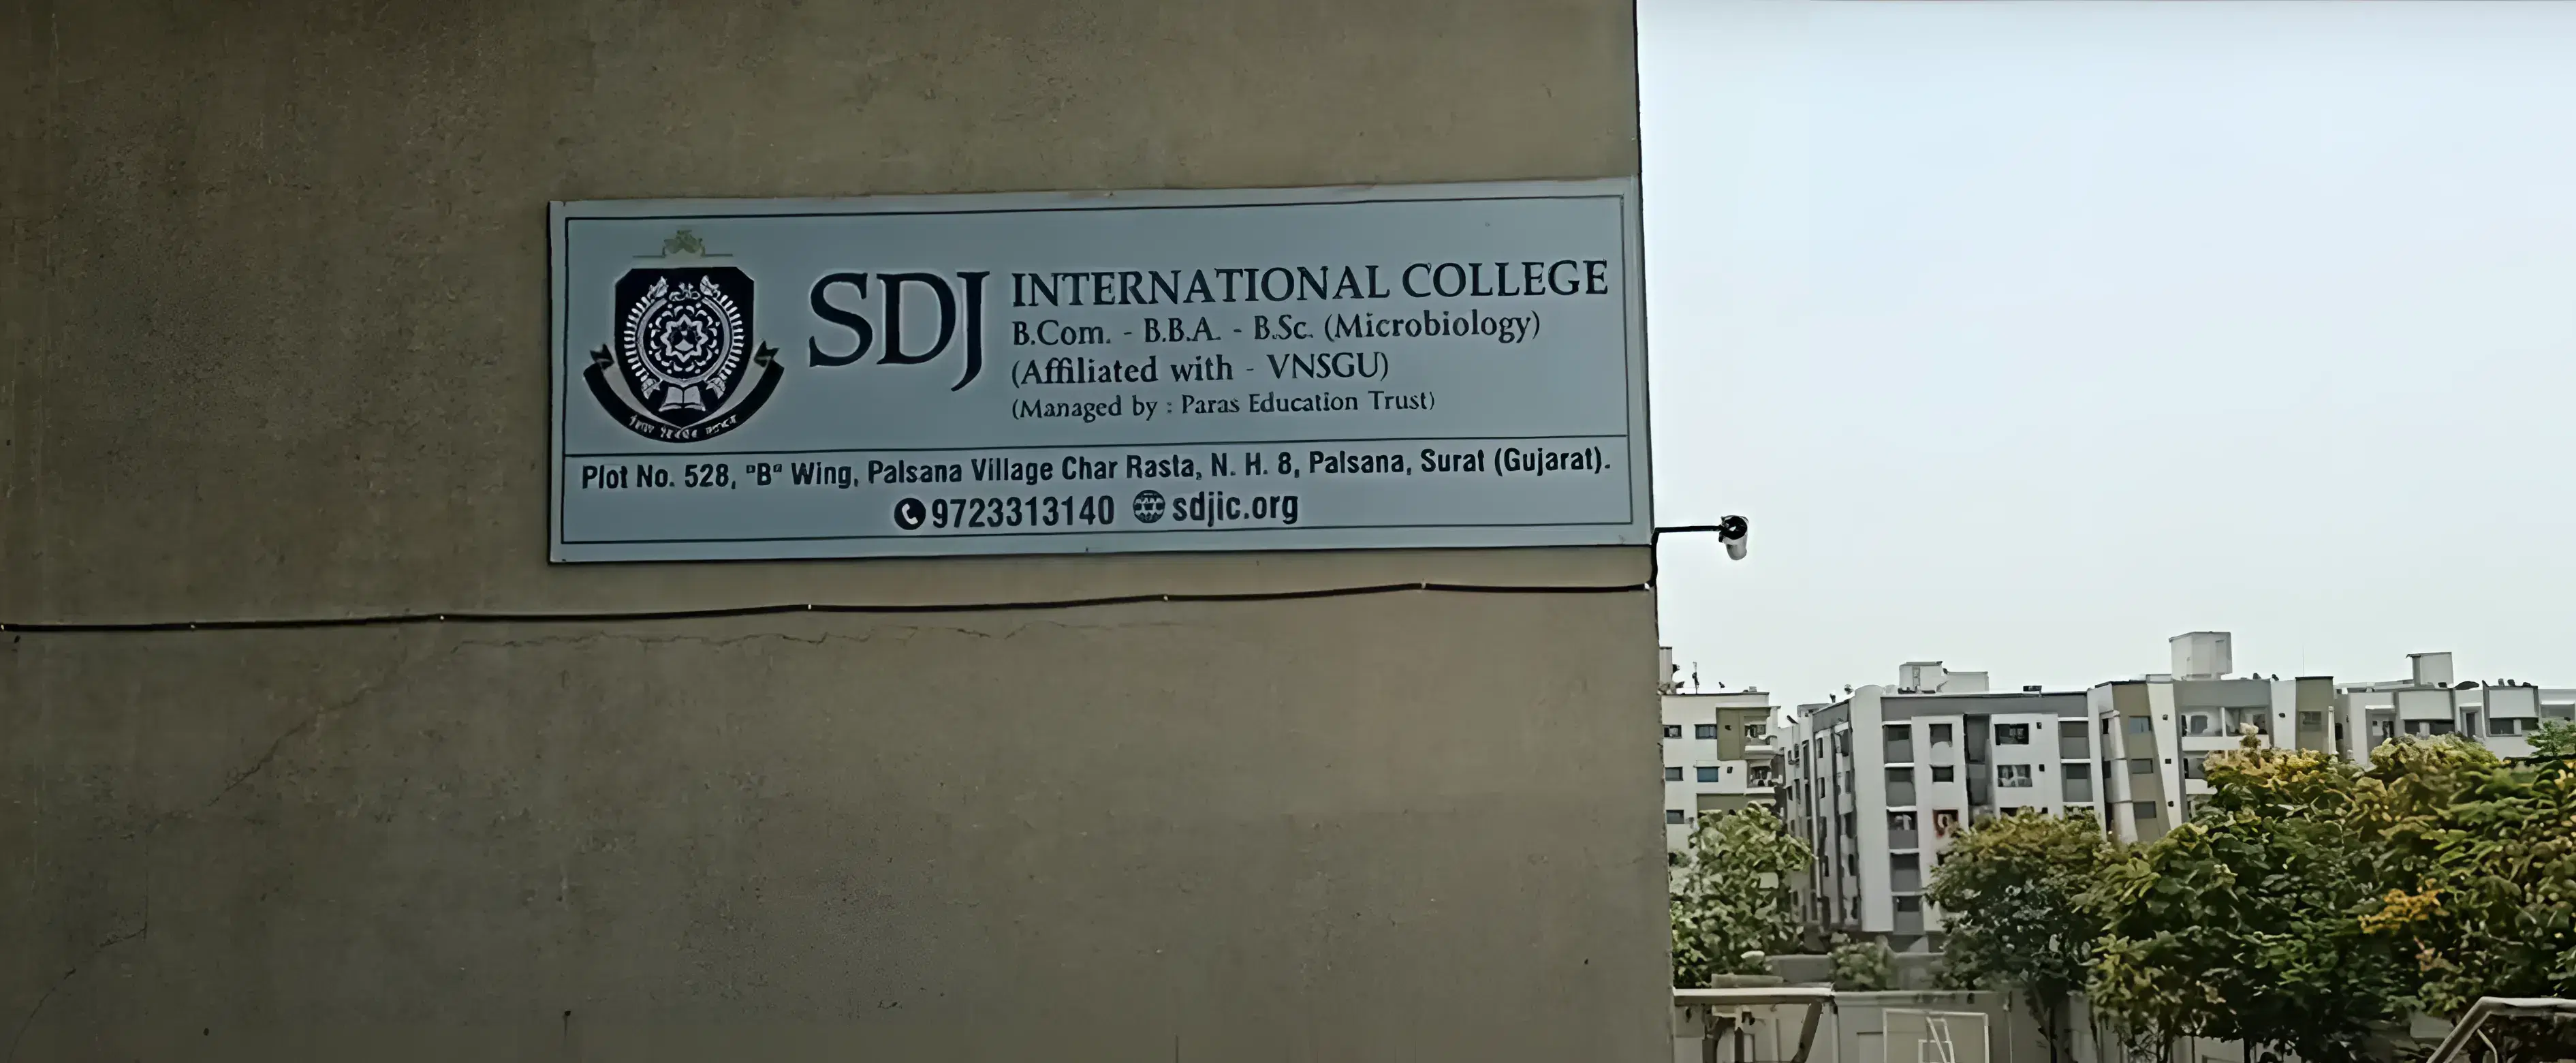 SDJ INTERNATIONAL COLLEGE
B.Com. - B.B.A. - B.Sc. (Microbiology)
(Affiliated with - VNSGU)
(Managed by : Paras Education Trust)
Plot No. 528, "B" Wing, Palsana Village Char Rasta, N. H. 8, Palsana, Surat (Gujarat).
9723313140 sdjic.org